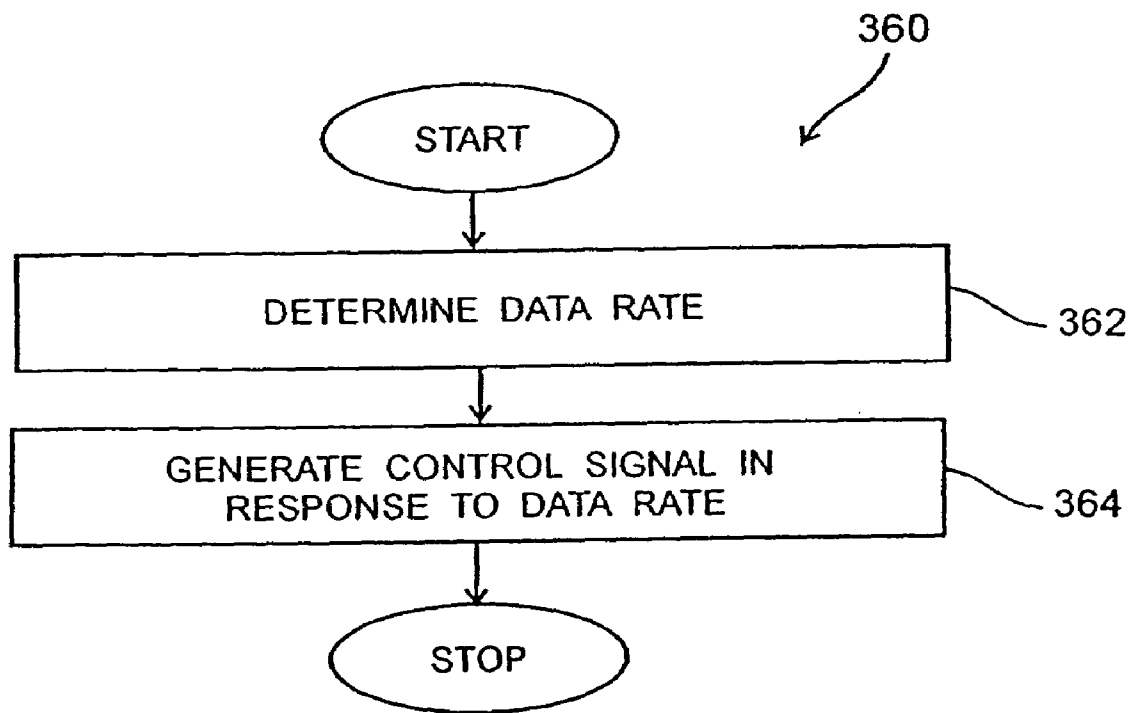 360
START
DETERMINE DATA RATE
362
GENERATE CONTROL SIGNAL IN
RESPONSE TO DATA RATE
364
STOP